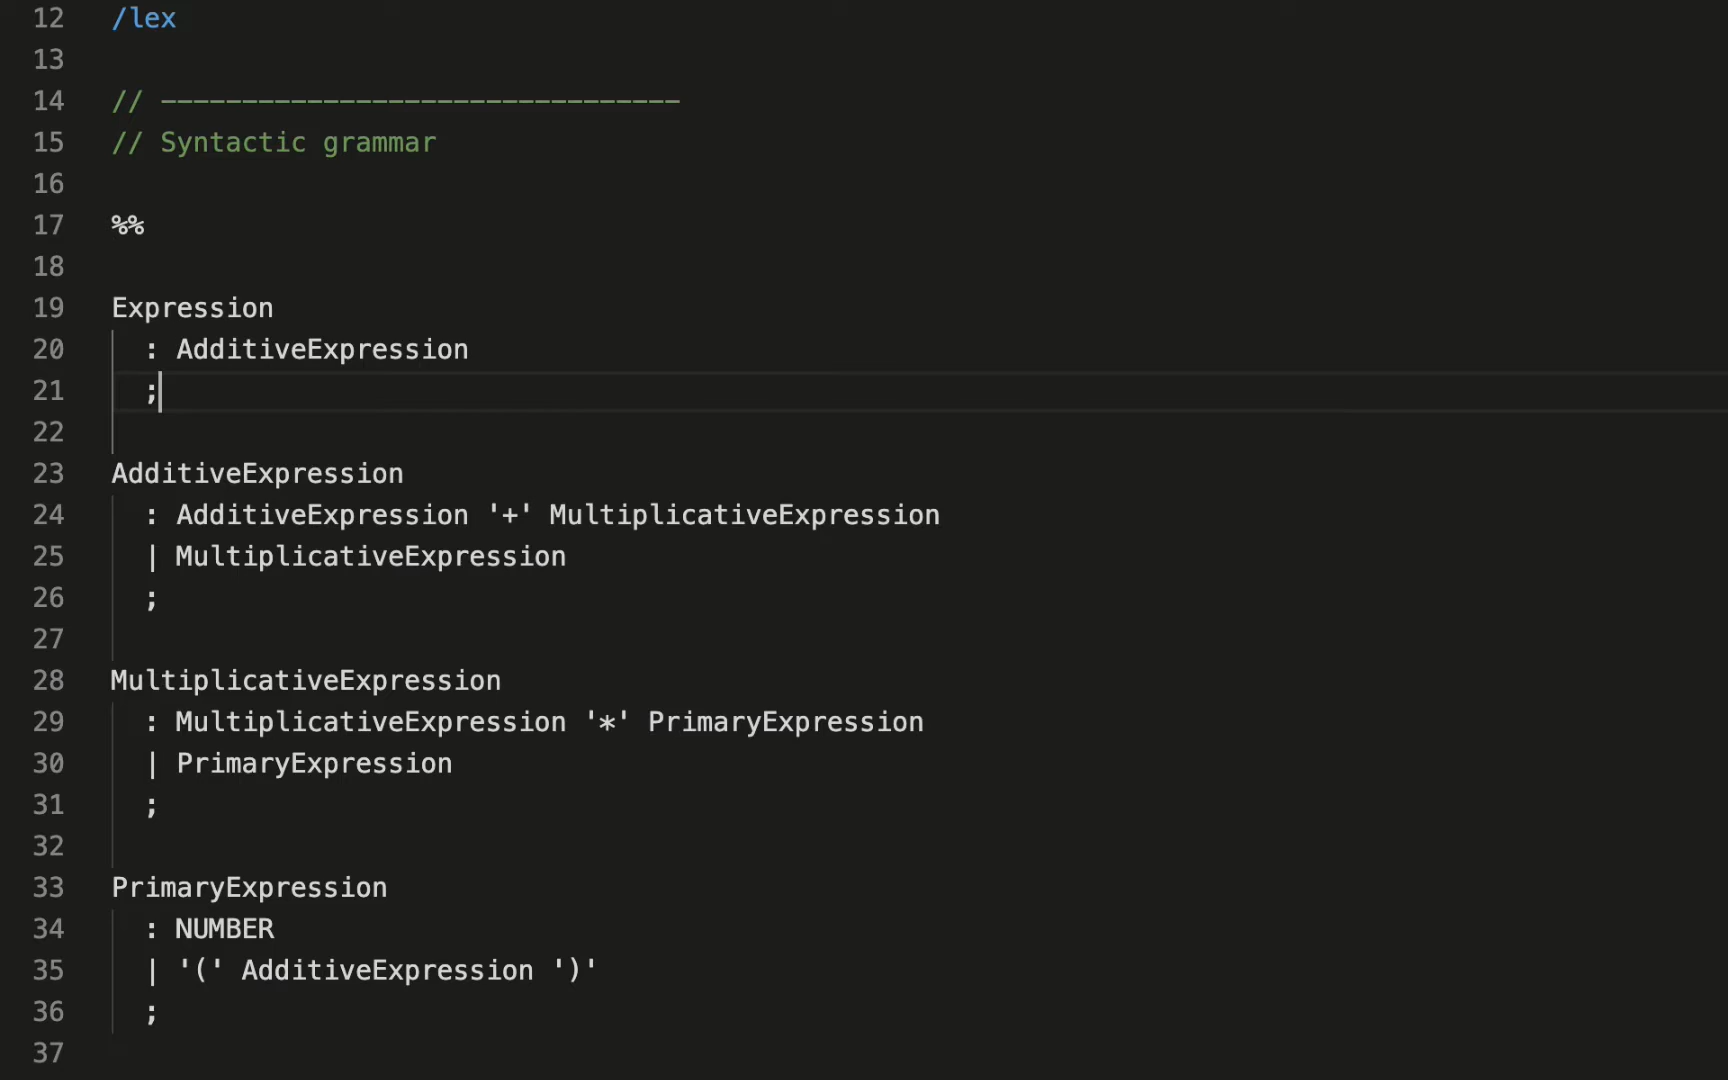 12 /lex
13
14 // --------------------------------
15 // Syntactic grammar
16
17 %%
18
19 Expression
20 : AdditiveExpression
21 ;
22
23 AdditiveExpression
24 : AdditiveExpression '+' MultiplicativeExpression
25 | MultiplicativeExpression
26 ;
27
28 MultiplicativeExpression
29 : MultiplicativeExpression '*' PrimaryExpression
30 | PrimaryExpression
31 ;
32
33 PrimaryExpression
34 : NUMBER
35 | '(' AdditiveExpression ')'
36 ;
37